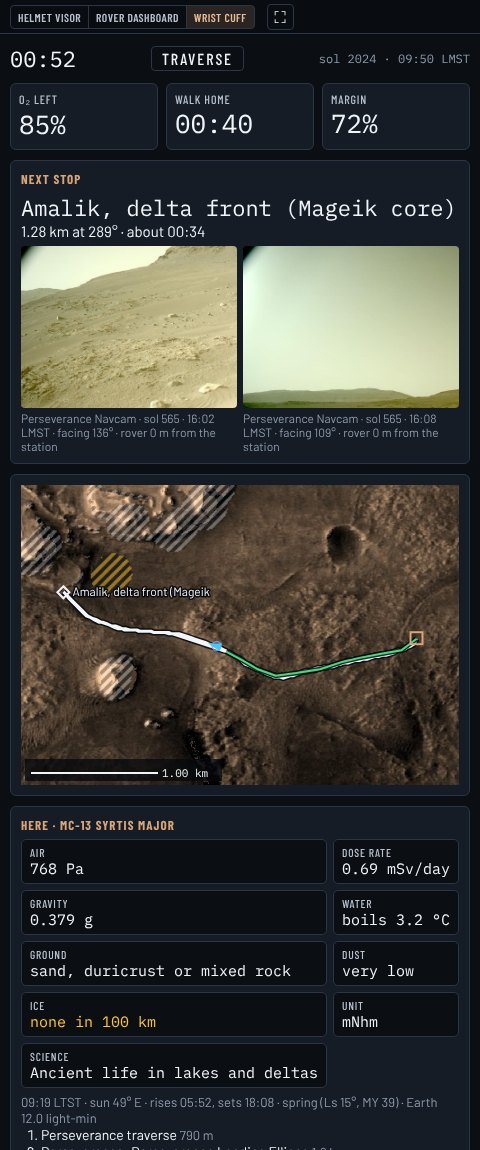 HELMET VISOR ROVER DASHBOARD WRIST CUFF
00:52 TRAVERSE sol 2024 · 09:50 LMST
O₂ LEFT WALK HOME MARGIN
85% 00:40 72%
NEXT STOP
Amalik, delta front (Mageik core)
1.28 km at 289° · about 00:34
Perseverance Navcam · sol 565 · 16:02
LMST · facing 136° · rover 0 m from the
station
Perseverance Navcam · sol 565 · 16:08
LMST · facing 109° · rover 0 m from the
station
Amalik, delta front (Mageik
1.00 km
HERE · MC-13 SYRTIS MAJOR
AIR DOSE RATE
768 Pa 0.69 mSv/day
GRAVITY WATER
0.379 g boils 3.2 °C
GROUND DUST
sand, duricrust or mixed rock very low
ICE UNIT
none in 100 km mNhm
SCIENCE
Ancient life in lakes and deltas
09:19 LTST · sun 49° E · rises 05:52, sets 18:08 · spring (Ls 15°, MY 39) · Earth
12.0 light-min
1. Perseverance traverse 790 m